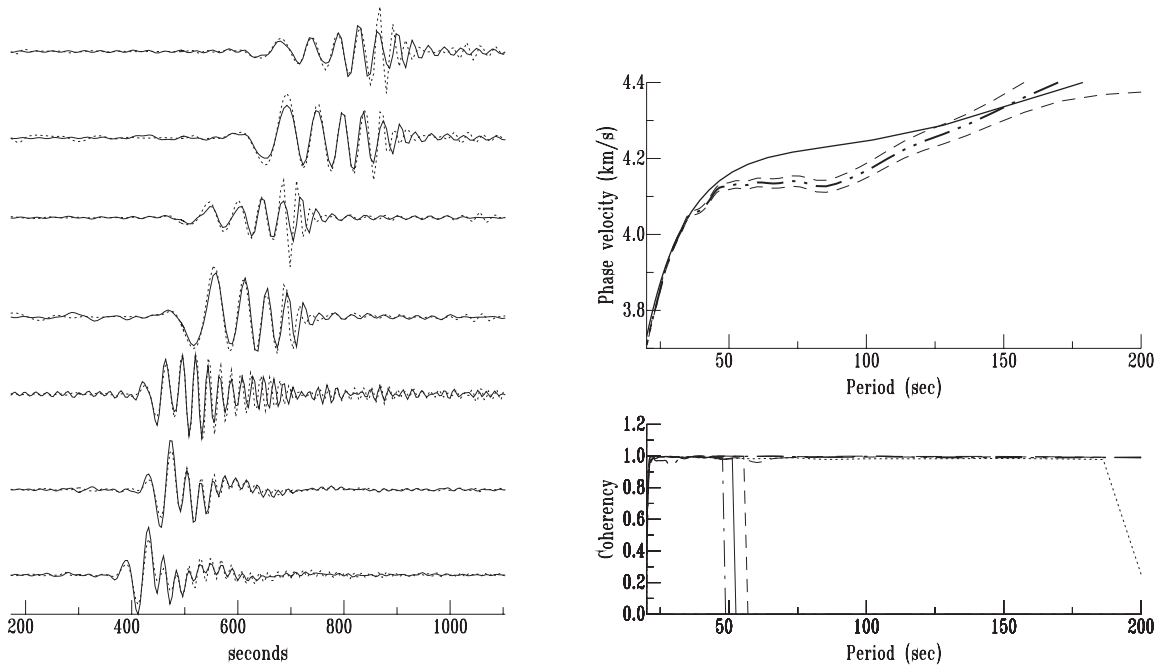 200 400 600 800 1000
seconds
4.4
4.2
4.0
3.8
Phase velocity (km/s)
50 100 150 200
Period (sec)
1.2
1.0
0.8
0.6
0.4
0.2
0.0
Coherency
50 100 150 200
Period (sec)